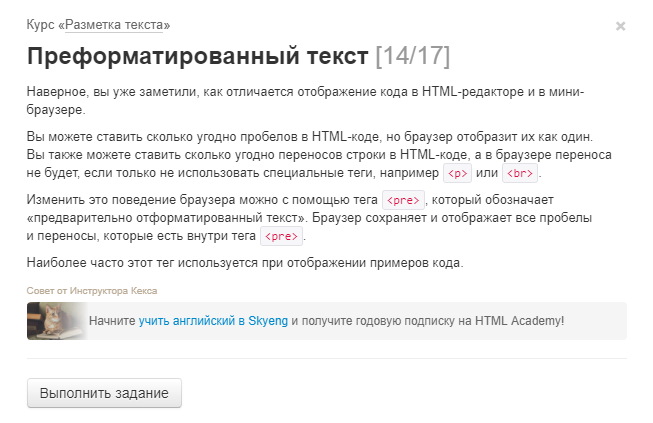 Курс «Разметка текста»
×
Преформатированный текст [14/17]
Наверное, вы уже заметили, как отличается отображение кода в HTML-редакторе и в мини-
браузере.
Вы можете ставить сколько угодно пробелов в HTML-коде, но браузер отобразит их как один.
Вы также можете ставить сколько угодно переносов строки в HTML-коде, а в браузере переноса
не будет, если только не использовать специальные теги, например <p> или <br>.
Изменить это поведение браузера можно с помощью тега <pre>, который обозначает
«предварительно отформатированный текст». Браузер сохраняет и отображает все пробелы
и переносы, которые есть внутри тега <pre>.
Наиболее часто этот тег используется при отображении примеров кода.
Совет от Инструктора Кекса
Начните учить английский в Skyeng и получите годовую подписку на HTML Academy!
Выполнить задание